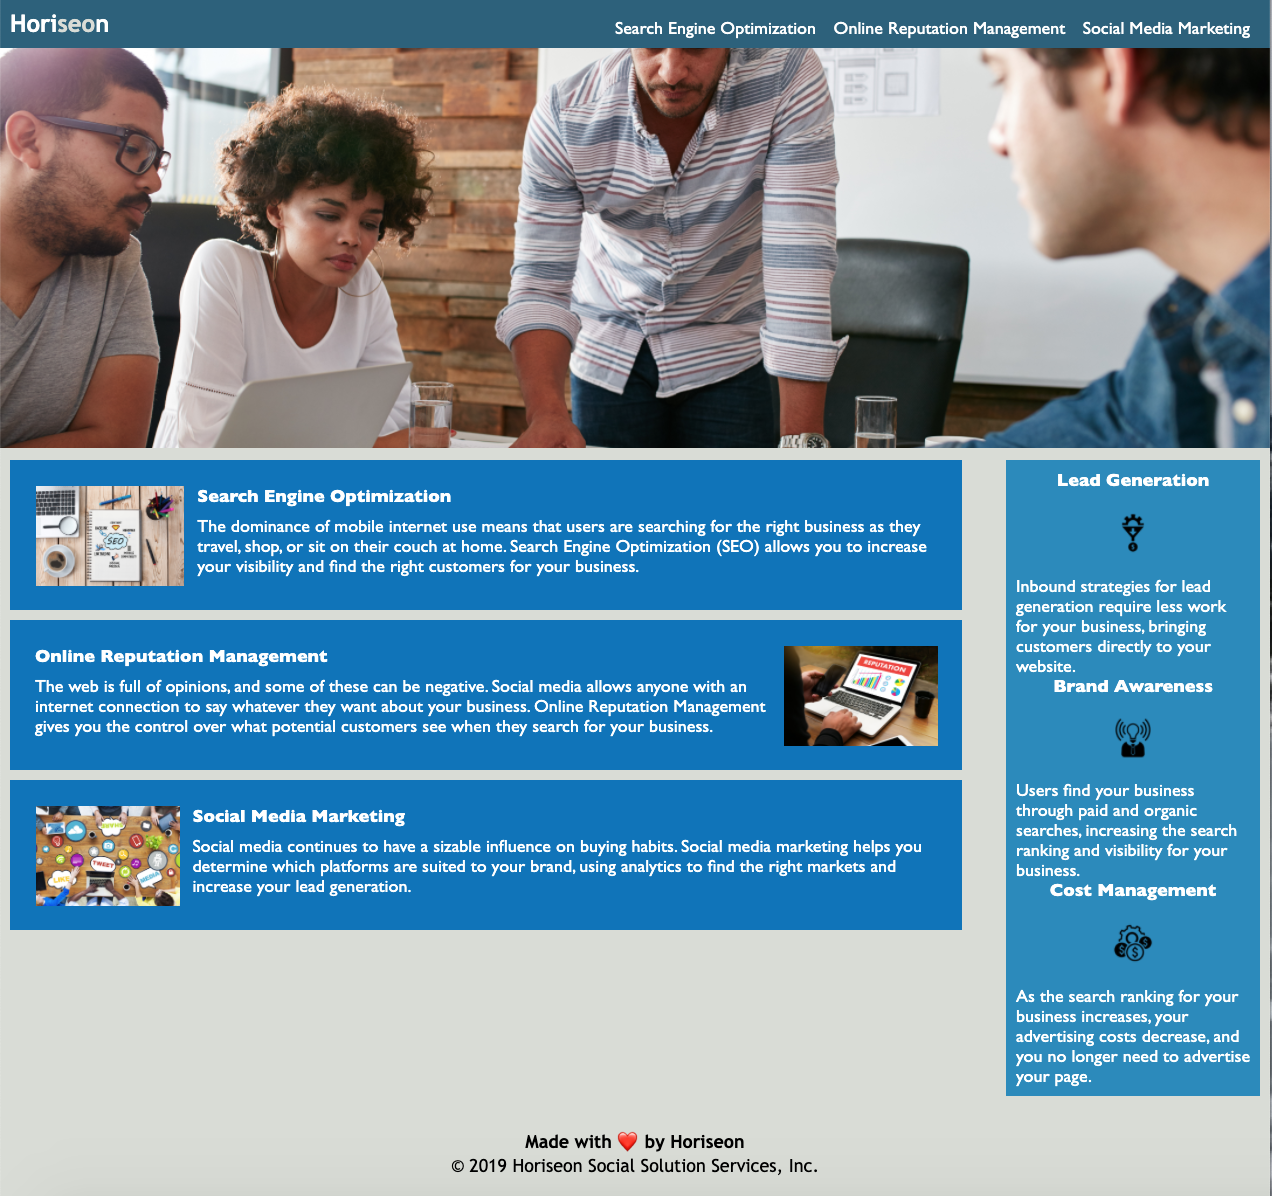 Horiseon
Search Engine Optimization Online Reputation Management Social Media Marketing
SEO
Search Engine Optimization
The dominance of mobile internet use means that users are searching for the right business as they
travel, shop, or sit on their couch at home. Search Engine Optimization (SEO) allows you to increase
your visibility and find the right customers for your business.
Online Reputation Management
The web is full of opinions, and some of these can be negative. Social media allows anyone with an
internet connection to say whatever they want about your business. Online Reputation Management
gives you the control over what potential customers see when they search for your business.
REPUTATION
TWEET
LIKE
MEDIA
Social Media Marketing
Social media continues to have a sizable influence on buying habits. Social media marketing helps you
determine which platforms are suited to your brand, using analytics to find the right markets and
increase your lead generation.
Lead Generation
Inbound strategies for lead
generation require less work
for your business, bringing
customers directly to your
website.
Brand Awareness
Users find your business
through paid and organic
searches, increasing the search
ranking and visibility for your
business.
Cost Management
As the search ranking for your
business increases, your
advertising costs decrease, and
you no longer need to advertise
your page.
Made with ❤️ by Horiseon
© 2019 Horiseon Social Solution Services, Inc.